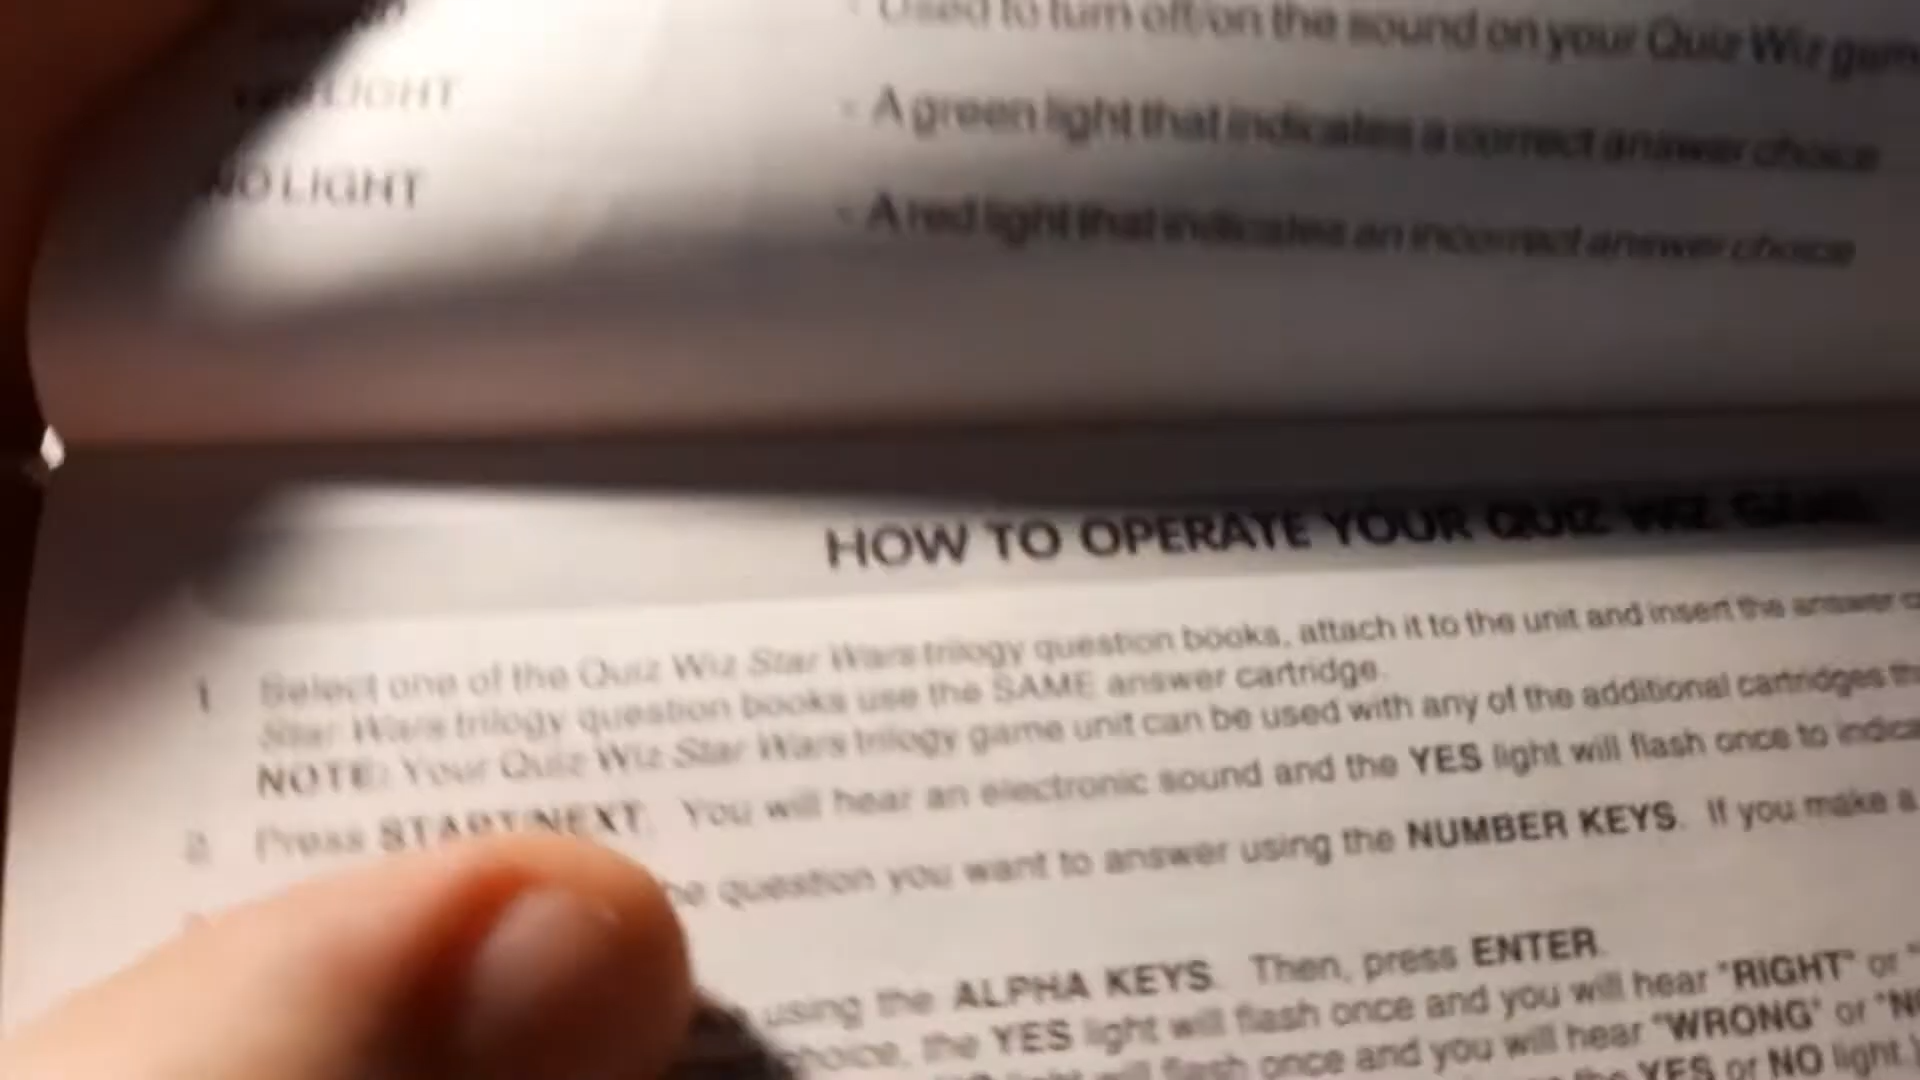 Used to turn off/on the sound on your Quiz Wiz gam
LIGHT - A green light that indicates a correct answer choice
NO LIGHT - A red light that indicates an incorrect answer choice
HOW TO OPERATE YOUR QUIZ WIZ GAME
1 Select one of the Quiz Wiz Star Wars trilogy question books, attach it to the unit and insert the answer
Star Wars trilogy question books use the SAME answer cartridge.
NOTE: Your Quiz Wiz Star Wars trilogy game unit can be used with any of the additional cartridges
2 Press START/NEXT. You will hear an electronic sound and the YES light will flash once to
question you want to answer using the NUMBER KEYS. If you make a
using the ALPHA KEYS. Then, press ENTER.
choice, the YES light will flash once and you will hear "RIGHT" or
light will flash once and you will hear "WRONG" or "
YES or NO light.)